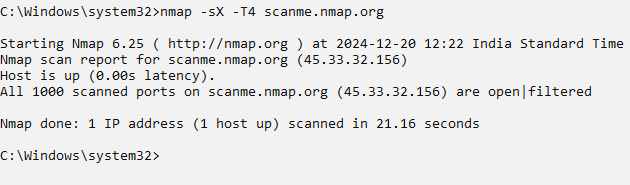 C:\Windows\system32>nmap -sX -T4 scanme.nmap.org
Starting Nmap 6.25 ( http://nmap.org ) at 2024-12-20 12:22 India Standard Time
Nmap scan report for scanme.nmap.org (45.33.32.156)
Host is up (0.00s latency).
All 1000 scanned ports on scanme.nmap.org (45.33.32.156) are open|filtered
Nmap done: 1 IP address (1 host up) scanned in 21.16 seconds
C:\Windows\system32>